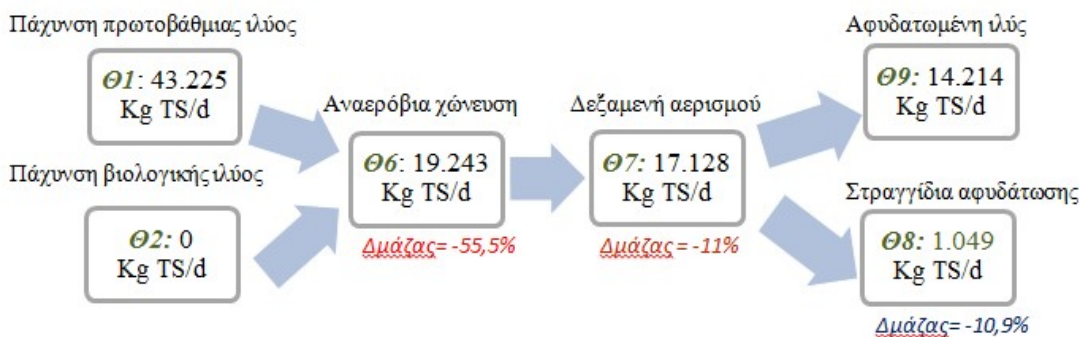 Πάχυνση πρωτοβάθμιας ιλύος
Θ1: 43.225
Kg TS/d
Πάχυνση βιολογικής ιλύος
Θ2: 0
Kg TS/d
Αναερόβια χώνευση
Θ6: 19.243
Kg TS/d
Δμάζας= -55,5%
Δεξαμενή αερισμού
Θ7: 17.128
Kg TS/d
Δμάζας= -11%
Αφυδατωμένη ιλύς
Θ9: 14.214
Kg TS/d
Στραγγίδια αφυδάτωσης
Θ8: 1.049
Kg TS/d
Δμάζας= -10,9%